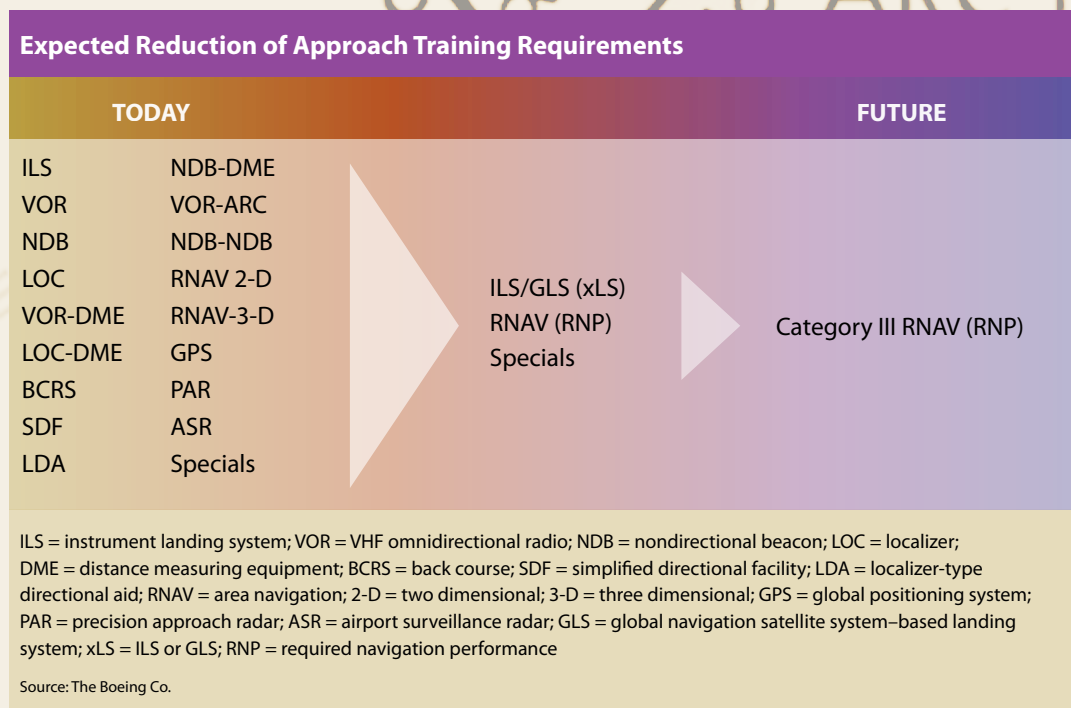 Expected Reduction of Approach Training Requirements
TODAY
FUTURE
ILS
VOR
NDB
LOC
VOR-DME
LOC-DME
BCRS
SDF
LDA
NDB-DME
VOR-ARC
NDB-NDB
RNAV 2-D
RNAV-3-D
GPS
PAR
ASR
Specials
ILS/GLS (xLS)
RNAV (RNP)
Specials
Category III RNAV (RNP)
ILS = instrument landing system; VOR = VHF omnidirectional radio; NDB = nondirectional beacon; LOC = localizer;
DME = distance measuring equipment; BCRS = back course; SDF = simplified directional facility; LDA = localizer-type
directional aid; RNAV = area navigation; 2-D = two dimensional; 3-D = three dimensional; GPS = global positioning system;
PAR = precision approach radar; ASR = airport surveillance radar; GLS = global navigation satellite system–based landing
system; xLS = ILS or GLS; RNP = required navigation performance
Source: The Boeing Co.